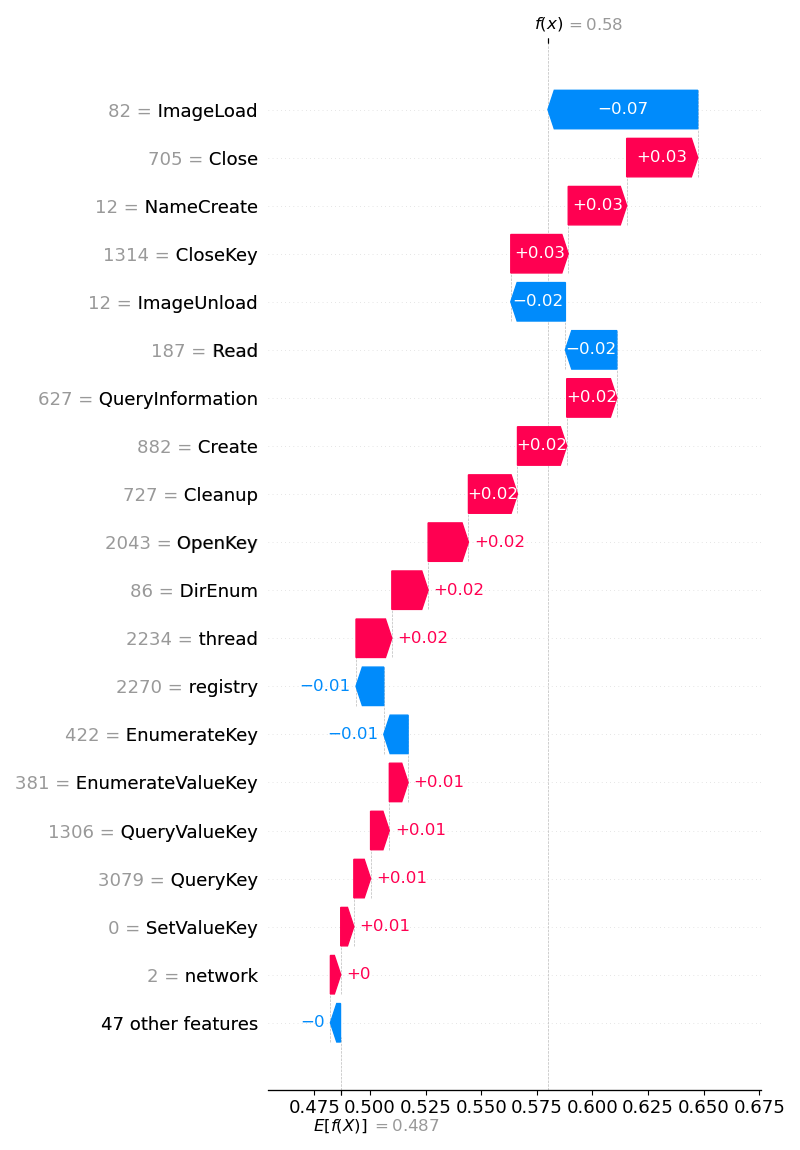 f(x) = 0.58
82 = ImageLoad −0.07
705 = Close +0.03
12 = NameCreate +0.03
1314 = CloseKey +0.03
12 = ImageUnload −0.02
187 = Read −0.02
627 = QueryInformation +0.02
882 = Create +0.02
727 = Cleanup +0.02
2043 = OpenKey +0.02
86 = DirEnum +0.02
2234 = thread +0.02
2270 = registry −0.01
422 = EnumerateKey −0.01
381 = EnumerateValueKey +0.01
1306 = QueryValueKey +0.01
3079 = QueryKey +0.01
0 = SetValueKey +0.01
2 = network +0
47 other features −0
0.475 0.500 0.525 0.550 0.575 0.600 0.625 0.650 0.675
E[f(X)] = 0.487